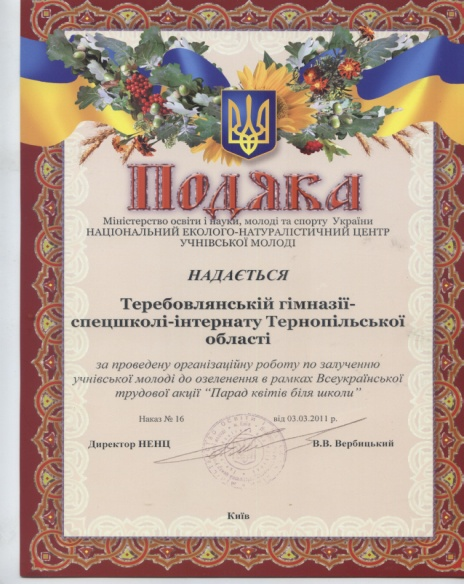 Подяка
Міністерство освіти і науки, молоді та спорту України
НАЦІОНАЛЬНИЙ ЕКОЛОГО-НАТУРАЛІСТИЧНИЙ ЦЕНТР
УЧНІВСЬКОЇ МОЛОДІ
НАДАЄТЬСЯ
Теребовлянській гімназії-
спецшколі-інтернату Тернопільської
області
за проведену організаційну роботу по залученню
учнівської молоді до озеленення в рамках Всеукраїнської
трудової акції “Парад квітів біля школи”
Наказ № 16 від 03.03.2011 р.
Директор НЕНЦ В.В. Вербицький
Київ